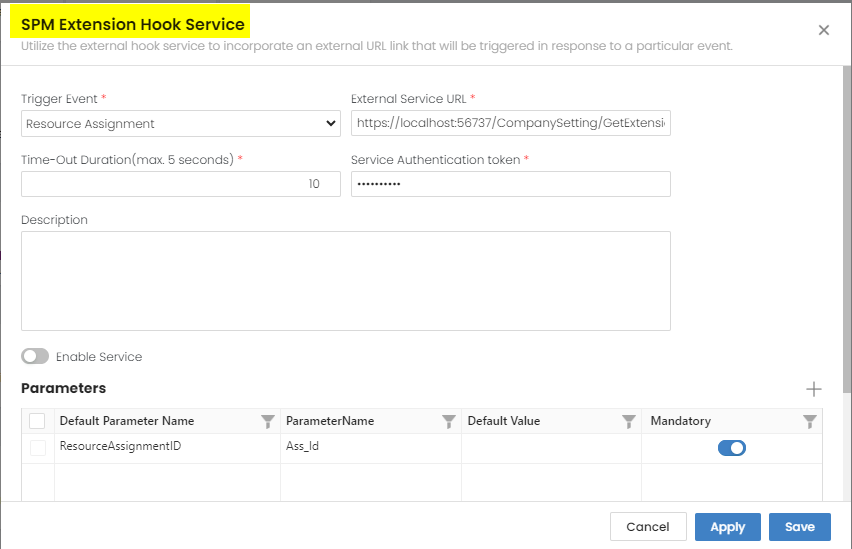 SPM Extension Hook Service
Utilize the external hook service to incorporate an external URL link that will be triggered in response to a particular event.
Trigger Event * External Service URL *
Resource Assignment https://localhost:56737/CompanySetting/GetExtensi
Time-Out Duration(max. 5 seconds) * Service Authentication token *
10 ••••••••••
Description
Enable Service
Parameters
Default Parameter Name ParameterName Default Value Mandatory
ResourceAssignmentID Ass_Id
Cancel Apply Save